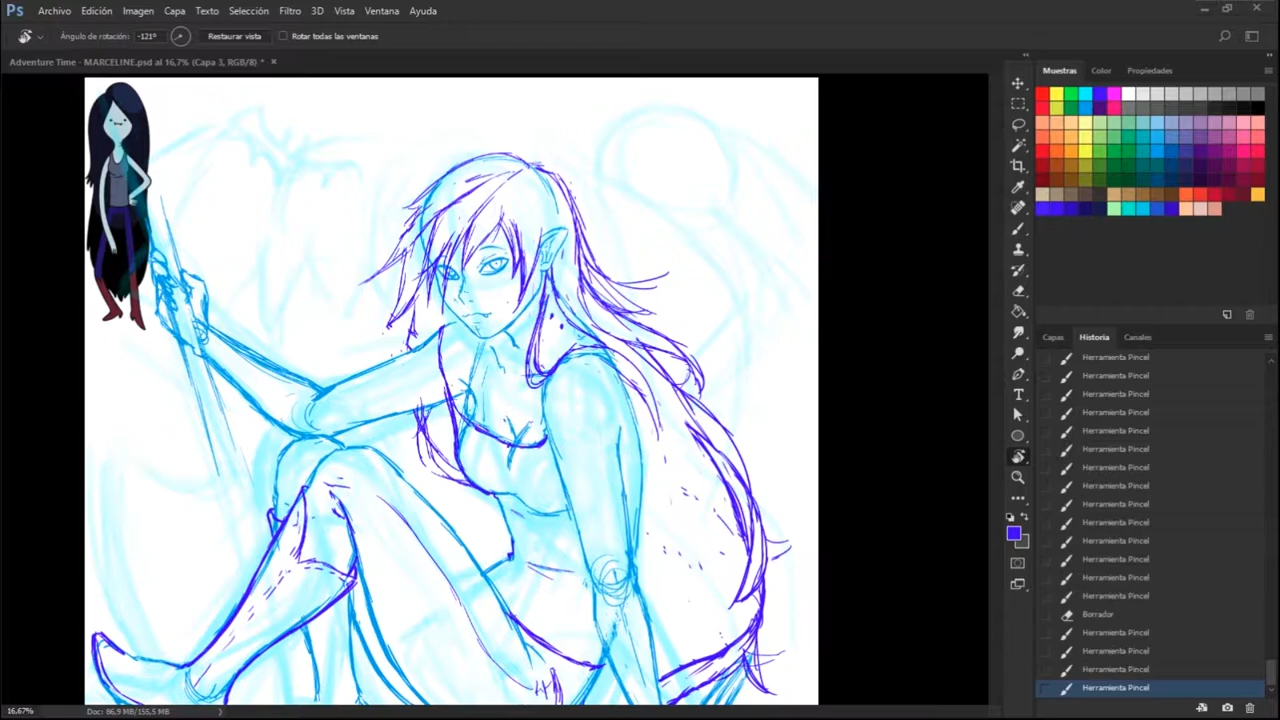 Ps Archivo Edición Imagen Capa Texto Selección Filtro 3D Vista Ventana Ayuda
Ángulo de rotación: -121° Restaurar vista Rotar todas las ventanas
Adventure Time - MARCELINE.psd al 16,7% (Capa 3, RGB/8) *
Muestras Color Propiedades
Capas Historia Canales
Herramienta Pincel
Herramienta Pincel
Herramienta Pincel
Herramienta Pincel
Herramienta Pincel
Herramienta Pincel
Herramienta Pincel
Herramienta Pincel
Herramienta Pincel
Herramienta Pincel
Herramienta Pincel
Herramienta Pincel
Herramienta Pincel
Herramienta Pincel
Borrador
Herramienta Pincel
Herramienta Pincel
Herramienta Pincel
Herramienta Pincel
16,67% Doc: 86,9 MB/155,5 MB